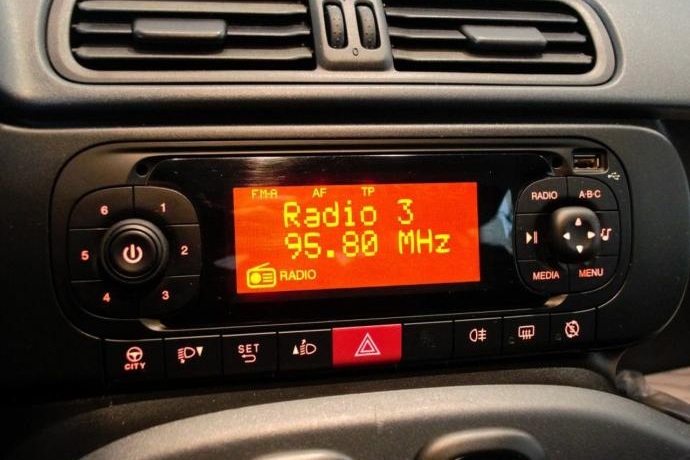 FM-A AF TP
Radio 3
95.80 MHz
RADIO
6 1
5 2
4 3
RADIO A·B·C
MEDIA MENU
CITY
SET
0